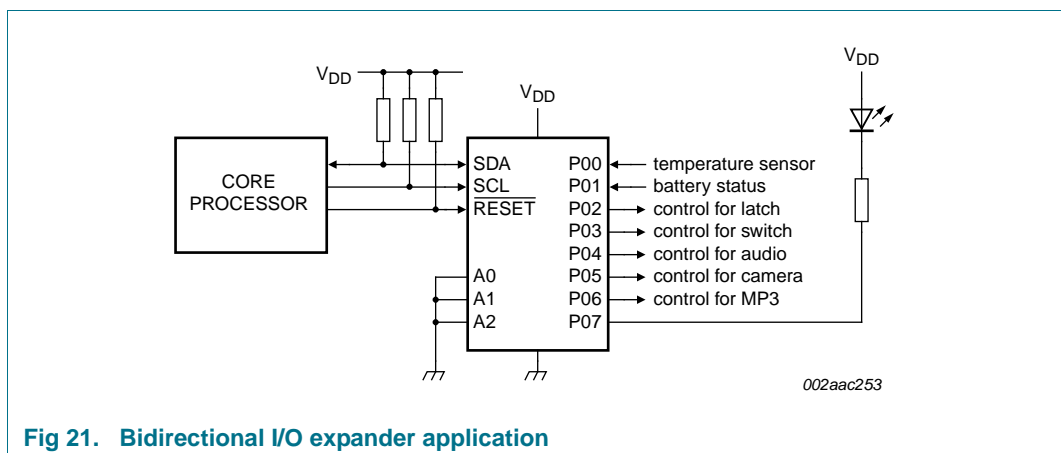 VDD
VDD
VDD
CORE
PROCESSOR
SDA
SCL
RESET
A0
A1
A2
P00
P01
P02
P03
P04
P05
P06
P07
temperature sensor
battery status
control for latch
control for switch
control for audio
control for camera
control for MP3
002aac253
Fig 21. Bidirectional I/O expander application